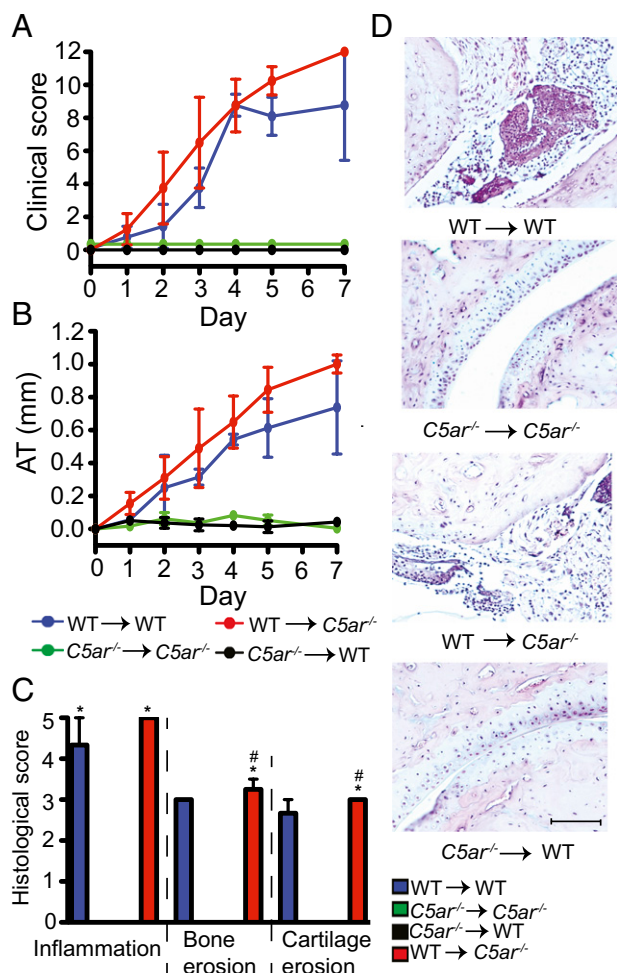 A
Clinical score
12
10
8
6
4
2
0
0 1 2 3 4 5 6 7
Day
B
AT (mm)
1.2
1.0
0.8
0.6
0.4
0.2
0.0
0 1 2 3 4 5 6 7
Day
WT → WT WT → C5ar-/-
C5ar-/- → C5ar-/- C5ar-/- → WT
C
Histological score
5
4
3
2
1
0
* * # * # *
Inflammation Bone erosion Cartilage erosion
D
WT → WT
C5ar-/- → C5ar-/-
WT → C5ar-/-
C5ar-/- → WT
WT → WT
C5ar-/- → C5ar-/-
C5ar-/- → WT
WT → C5ar-/-